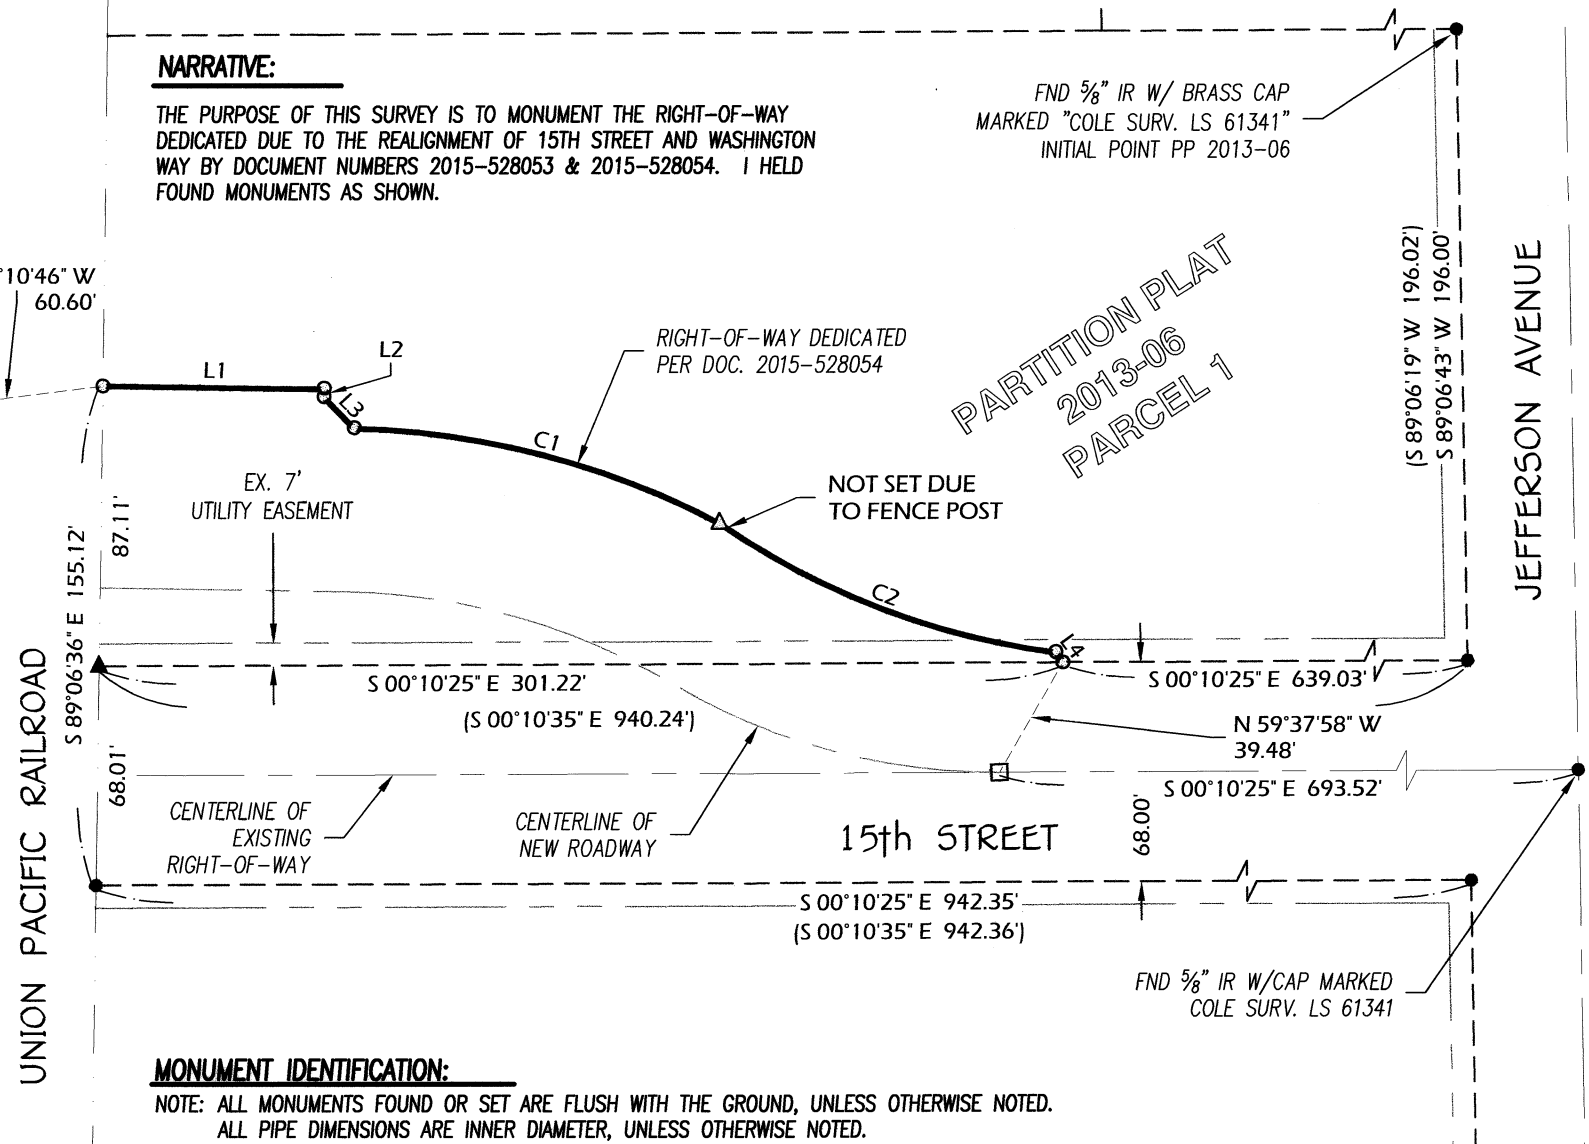 NARRATIVE:
THE PURPOSE OF THIS SURVEY IS TO MONUMENT THE RIGHT-OF-WAY
DEDICATED DUE TO THE REALIGNMENT OF 15TH STREET AND WASHINGTON
WAY BY DOCUMENT NUMBERS 2015-528053 & 2015-528054. I HELD
FOUND MONUMENTS AS SHOWN.
FND 5/8" IR W/ BRASS CAP
MARKED "COLE SURV. LS 61341"
INITIAL POINT PP 2013-06
°10'46" W
60.60'
L1
L2
L3
C1
RIGHT-OF-WAY DEDICATED
PER DOC. 2015-528054
PARTITION PLAT
2013-06
PARCEL 1
(S 89°06'19" W 196.02')
S 89°06'43" W 196.00'
JEFFERSON AVENUE
EX. 7'
UTILITY EASEMENT
NOT SET DUE
TO FENCE POST
C2
L4
87.11'
S 89°06'36" E 155.12'
68.01'
UNION PACIFIC RAILROAD
S 00°10'25" E 301.22'
(S 00°10'35" E 940.24')
S 00°10'25" E 639.03'
N 59°37'58" W
39.48'
S 00°10'25" E 693.52'
CENTERLINE OF
EXISTING
RIGHT-OF-WAY
CENTERLINE OF
NEW ROADWAY
15th STREET
68.00'
S 00°10'25" E 942.35'
(S 00°10'35" E 942.36')
FND 5/8" IR W/CAP MARKED
COLE SURV. LS 61341
MONUMENT IDENTIFICATION:
NOTE: ALL MONUMENTS FOUND OR SET ARE FLUSH WITH THE GROUND, UNLESS OTHERWISE NOTED.
ALL PIPE DIMENSIONS ARE INNER DIAMETER, UNLESS OTHERWISE NOTED.